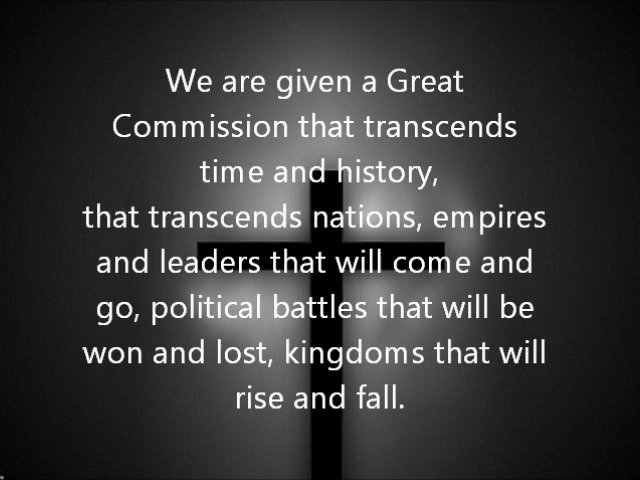 We are given a Great
Commission that transcends
time and history,
that transcends nations, empires
and leaders that will come and
go, political battles that will be
won and lost, kingdoms that will
rise and fall.